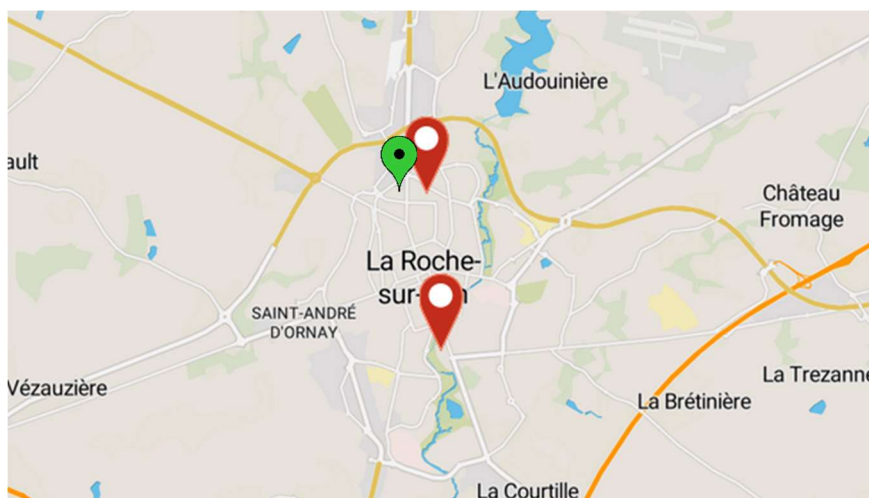 L'Audouinière
ault
Château
Fromage
La Roche-
sur-
SAINT-ANDRÉ
D'ORNAY
Vézauzière
La Trezanne
La Brétinière
La Courtille